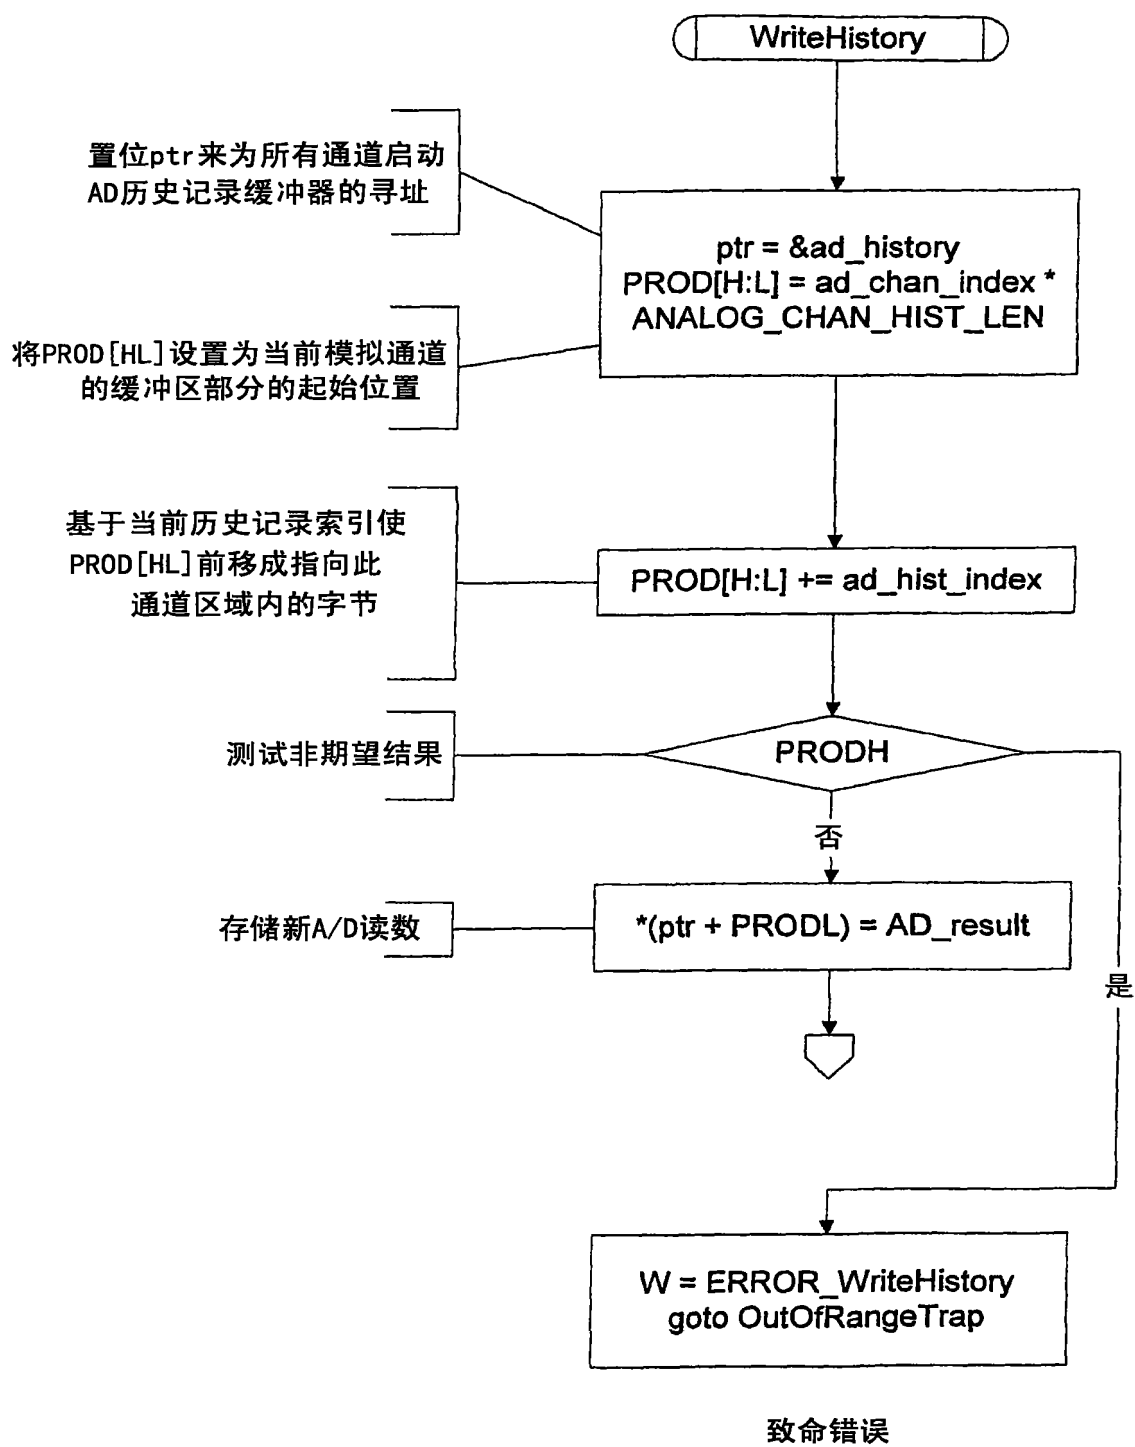 WriteHistory
置位ptr来为所有通道启动
AD历史记录缓冲器的寻址
ptr = &ad_history
PROD[H:L] = ad_chan_index *
ANALOG_CHAN_HIST_LEN
将PROD[HL]设置为当前模拟通道
的缓冲区部分的起始位置
基于当前历史记录索引使
PROD[HL]前移成指向此
通道区域内的字节
PROD[H:L] += ad_hist_index
测试非期望结果
PRODH
否
存储新A/D读数
*(ptr + PRODL) = AD_result
是
W = ERROR_WriteHistory
goto OutOfRangeTrap
致命错误